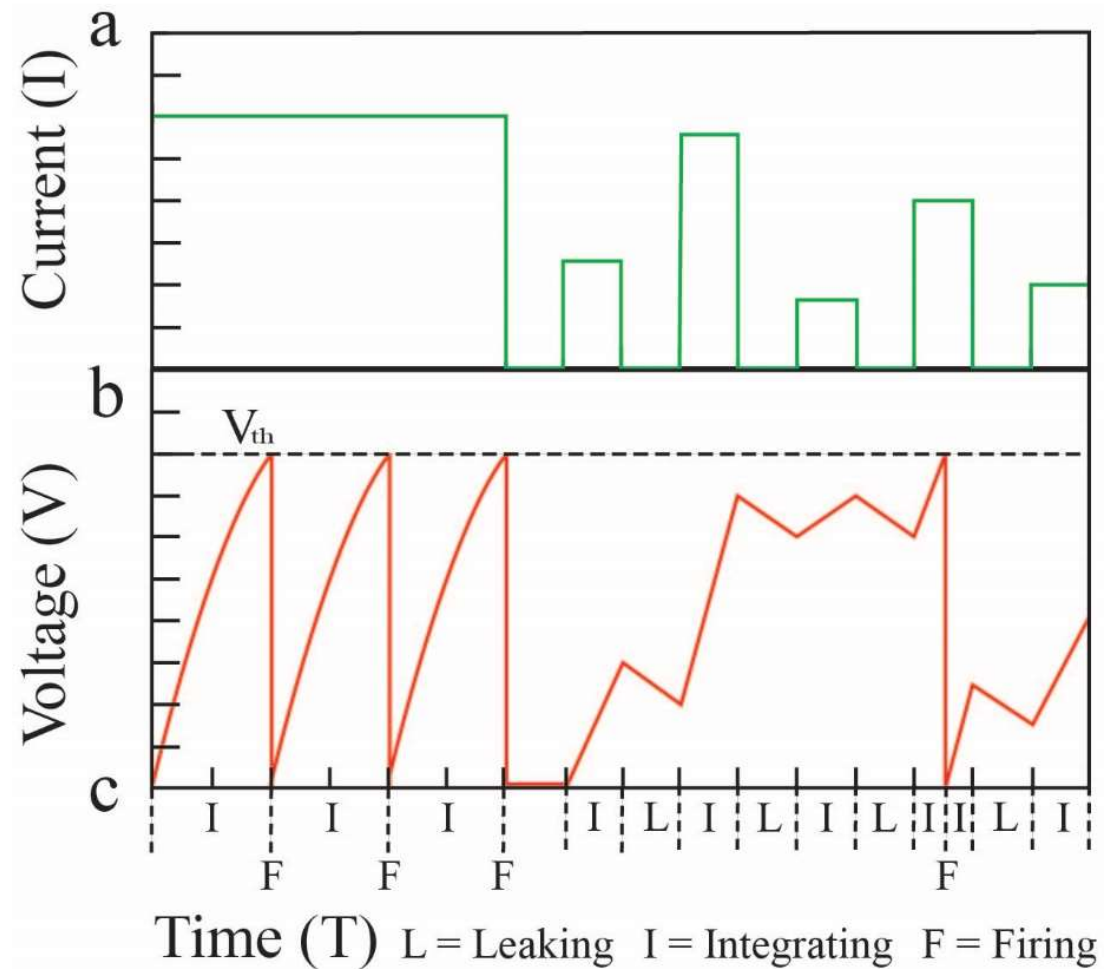 a
Current (I)
b
Vth
Voltage (V)
c
I I I I L I L I L I I L I
F F F F
Time (T) L = Leaking I = Integrating F = Firing